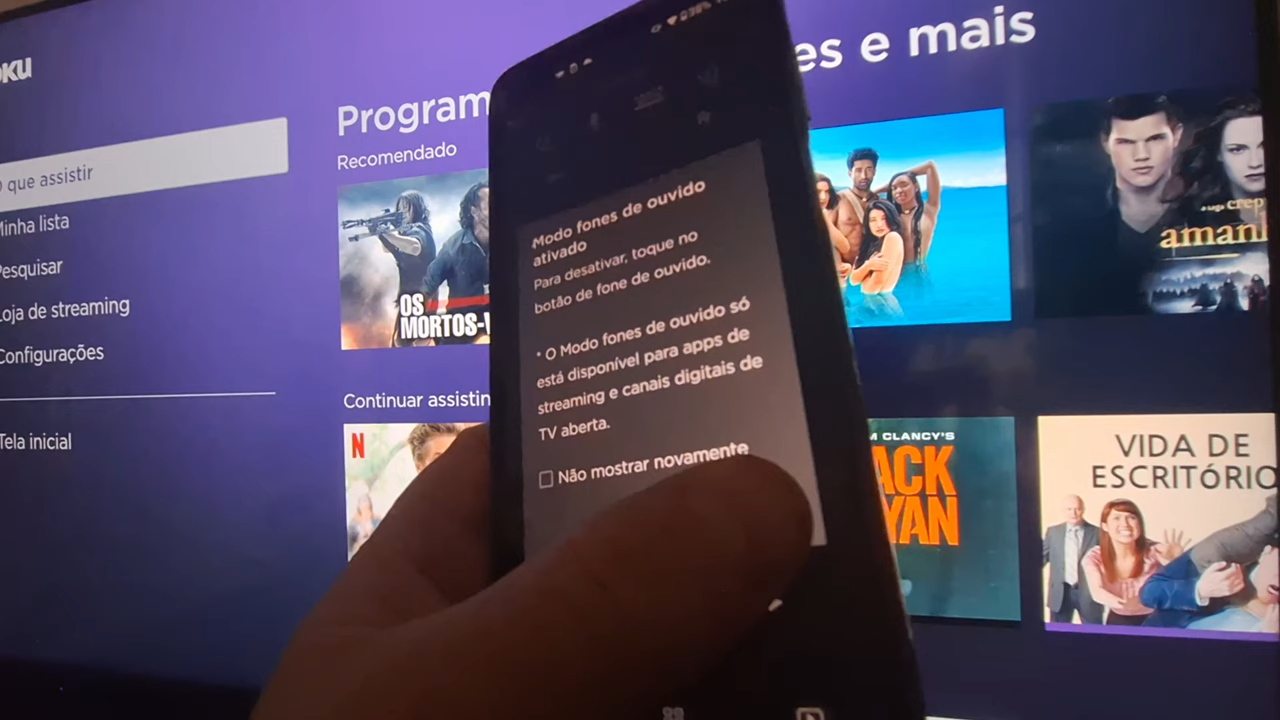 oku
Program
es e mais
Recomendado
O que assistir
Minha lista
Pesquisar
Loja de streaming
Configurações
Tela inicial
OS
MORTOS-V
a saga crep
amanh
Continuar assistin
N
M CLANCY'S
ACK
YAN
VIDA DE
ESCRITÓRIO
Modo fones de ouvido
ativado
Para desativar, toque no
botão de fone de ouvido.
* O Modo fones de ouvido só
está disponível para apps de
streaming e canais digitais de
TV aberta.
Não mostrar novamente